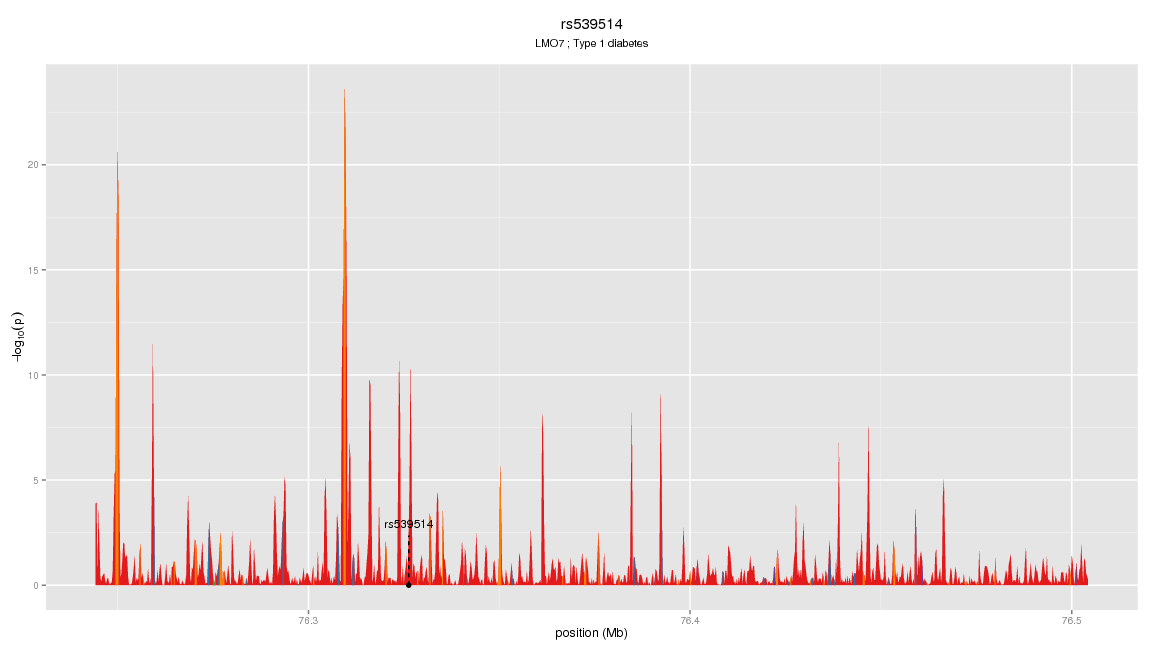 rs539514
LMO7 ; Type 1 diabetes
20
15
10
5
0
−log10(p)
rs539514
76.3
76.4
76.5
position (Mb)